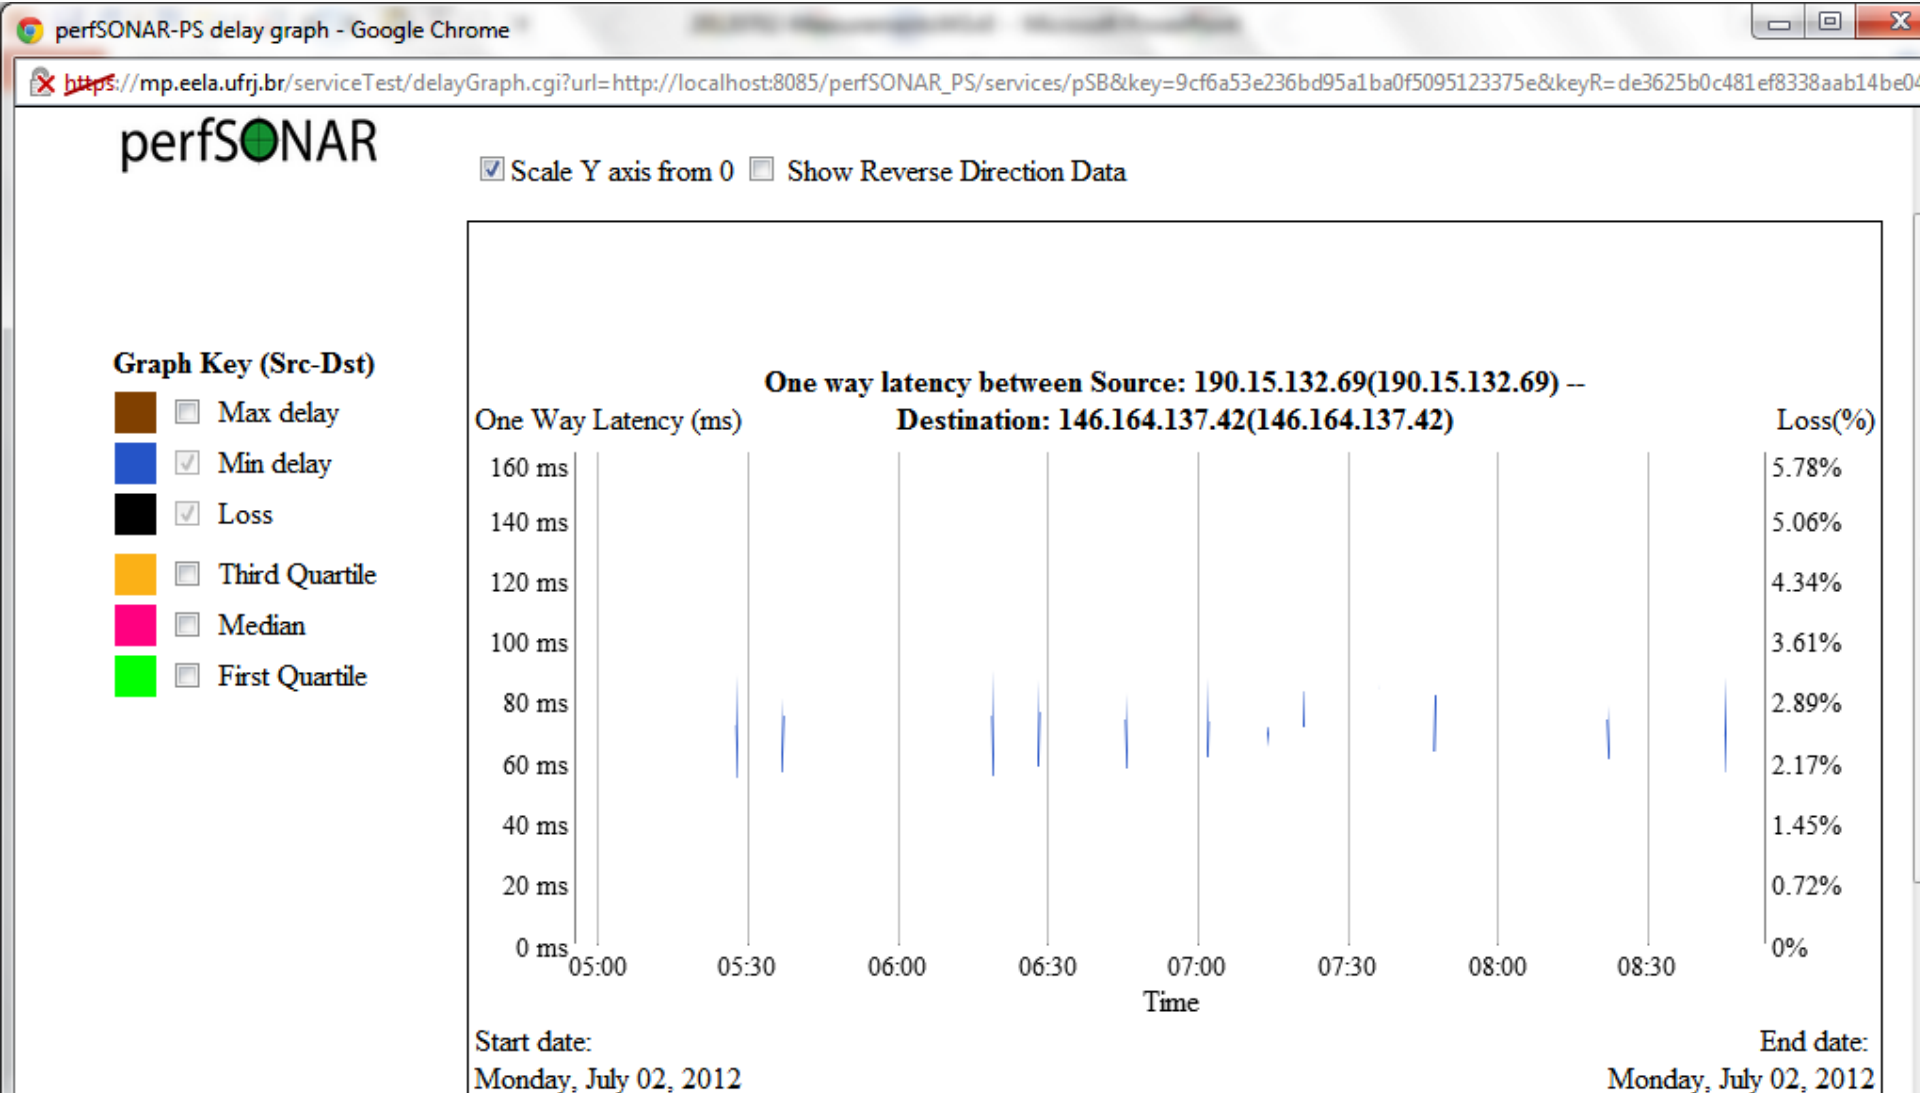 perfSONAR-PS delay graph - Google Chrome
https://mp.eela.ufrj.br/serviceTest/delayGraph.cgi?url=http://localhost:8085/perfSONAR_PS/services/pSB&key=9cf6a53e236bd95a1ba0f5095123375e&keyR=de3625b0c481ef8338aab14be04
perfSONAR
Scale Y axis from 0 Show Reverse Direction Data
Graph Key (Src-Dst)
Max delay
Min delay
Loss
Third Quartile
Median
First Quartile
One way latency between Source: 190.15.132.69(190.15.132.69) --
Destination: 146.164.137.42(146.164.137.42)
One Way Latency (ms)
Loss(%)
160 ms
140 ms
120 ms
100 ms
80 ms
60 ms
40 ms
20 ms
0 ms
5.78%
5.06%
4.34%
3.61%
2.89%
2.17%
1.45%
0.72%
0%
05:00 05:30 06:00 06:30 07:00 07:30 08:00 08:30
Time
Start date:
Monday, July 02, 2012
End date:
Monday, July 02, 2012